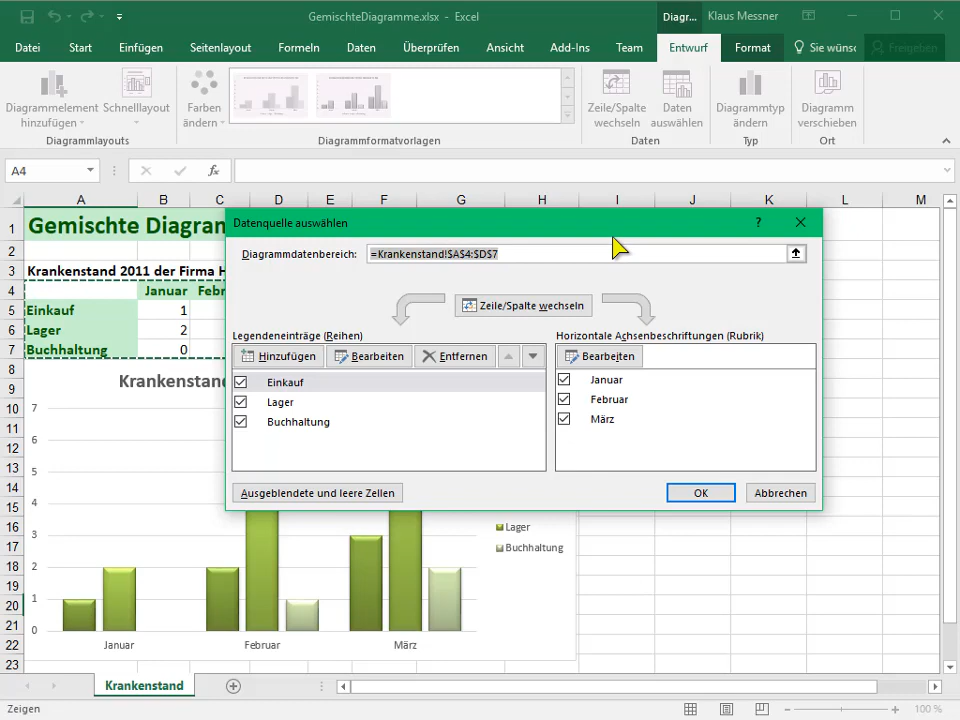 GemischteDiagramme.xlsx - Excel
Diagr...
Klaus Messner
Datei Start Einfügen Seitenlayout Formeln Daten Überprüfen Ansicht Add-Ins Team Entwurf Format Sie wüns Freigeben
Diagrammelement hinzufügen
Schnelllayout
Farben ändern
Zeile/Spalte wechseln
Daten auswählen
Diagrammtyp ändern
Diagramm verschieben
Diagrammlayouts Diagrammformatvorlagen Daten Typ Ort
A4
fx
A B C D E F G H I J K L M
1 Gemischte Diagram
2
3 Krankenstand 2011 der Firma H
4 Januar Febr
5 Einkauf 1
6 Lager 2
7 Buchhaltung 0
8
9
10
11
12
13
14
15
16
17
18
19
20
21
22
23
Krankenstand
7
6
5
4
3
2
1
0
Januar Februar März
Lager
Buchhaltung
Datenquelle auswählen
?
Diagrammdatenbereich: =Krankenstand!$A$4:$D$7
Zeile/Spalte wechseln
Legendeneinträge (Reihen)
Hinzufügen Bearbeiten Entfernen
Einkauf
Lager
Buchhaltung
Horizontale Achsenbeschriftungen (Rubrik)
Bearbeiten
Januar
Februar
März
Ausgeblendete und leere Zellen
OK
Abbrechen
Krankenstand
Zeigen
100 %